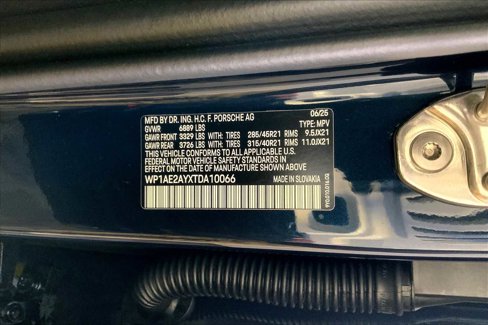 MFD BY DR. ING. H.C. F. PORSCHE AG 06/25
GVWR 6889 LBS TYPE: MPV
GAWR FRONT 3329 LBS WITH TIRES 285/45R21 RIMS 9.5JX21
GAWR REAR 3726 LBS WITH TIRES 315/40R21 RIMS 11.0JX21
THIS VEHICLE CONFORMS TO ALL APPLICABLE
FEDERAL MOTOR VEHICLE SAFETY STANDARDS IN
EFFECT ON THE DATE OF MANUFACTURE SHOWN ABOVE.
WP1AE2AYXTDA10066 MADE IN SLOVAKIA